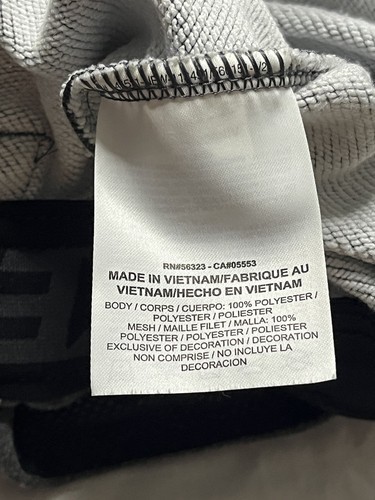 RN#56323 - CA#05553
MADE IN VIETNAM/FABRIQUE AU
VIETNAM/HECHO EN VIETNAM
BODY / CORPS / CUERPO: 100% POLYESTER /
POLYESTER / POLIESTER
MESH / MAILLE FILET / MALLA: 100%
POLYESTER / POLYESTER / POLIESTER
EXCLUSIVE OF DECORATION / DECORATION
NON COMPRISE / NO INCLUYE LA
DECORACION